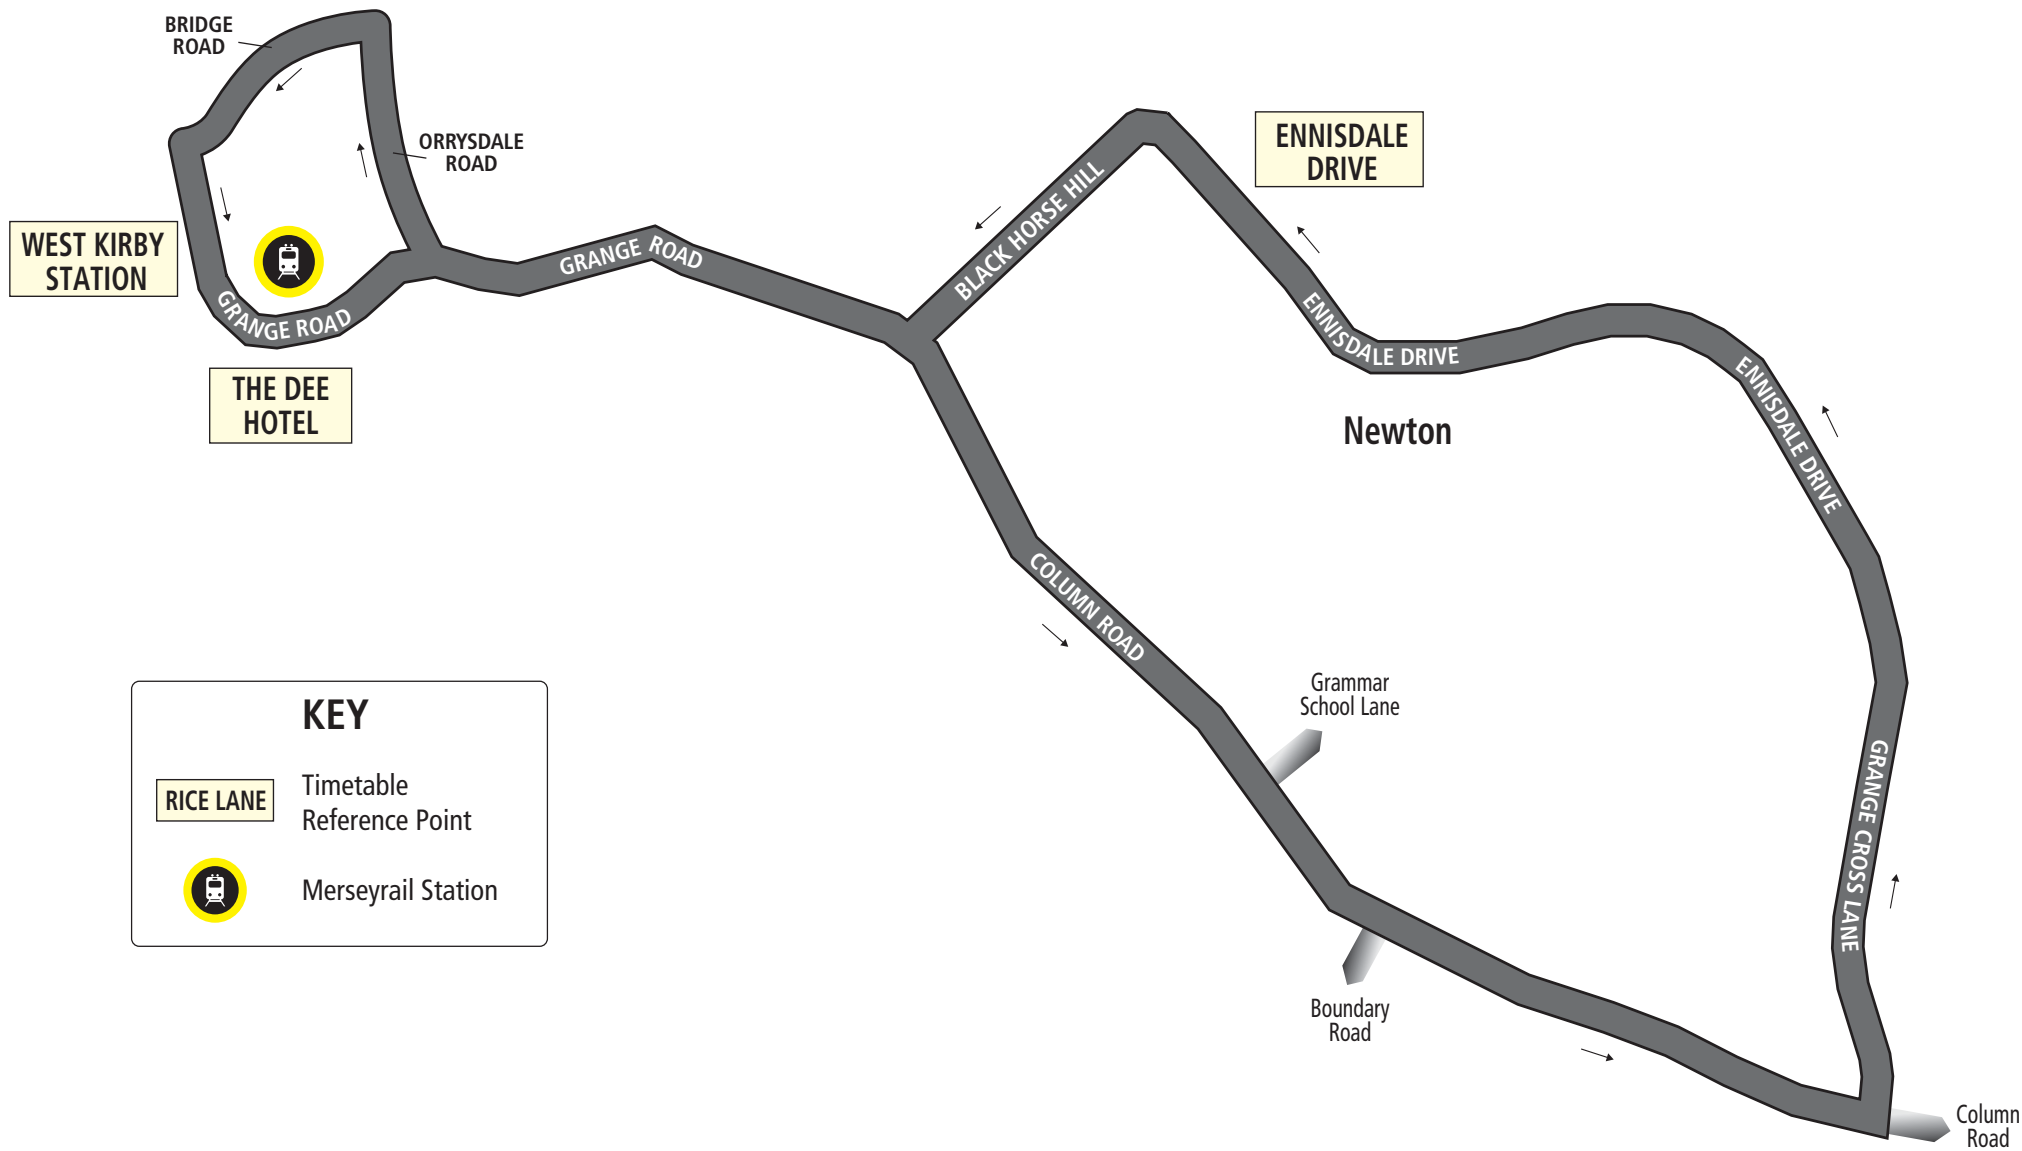 BRIDGE
ROAD
ORRYSDALE
ROAD
WEST KIRBY
STATION
GRANGE ROAD
THE DEE
HOTEL
GRANGE ROAD
BLACK HORSE HILL
ENNISDALE
DRIVE
ENNISDALE DRIVE
ENNISDALE DRIVE
Newton
COLUMN ROAD
Grammar
School Lane
GRANGE CROSS LANE
Boundary
Road
Column
Road
KEY
RICE LANE
Timetable
Reference Point
Merseyrail Station